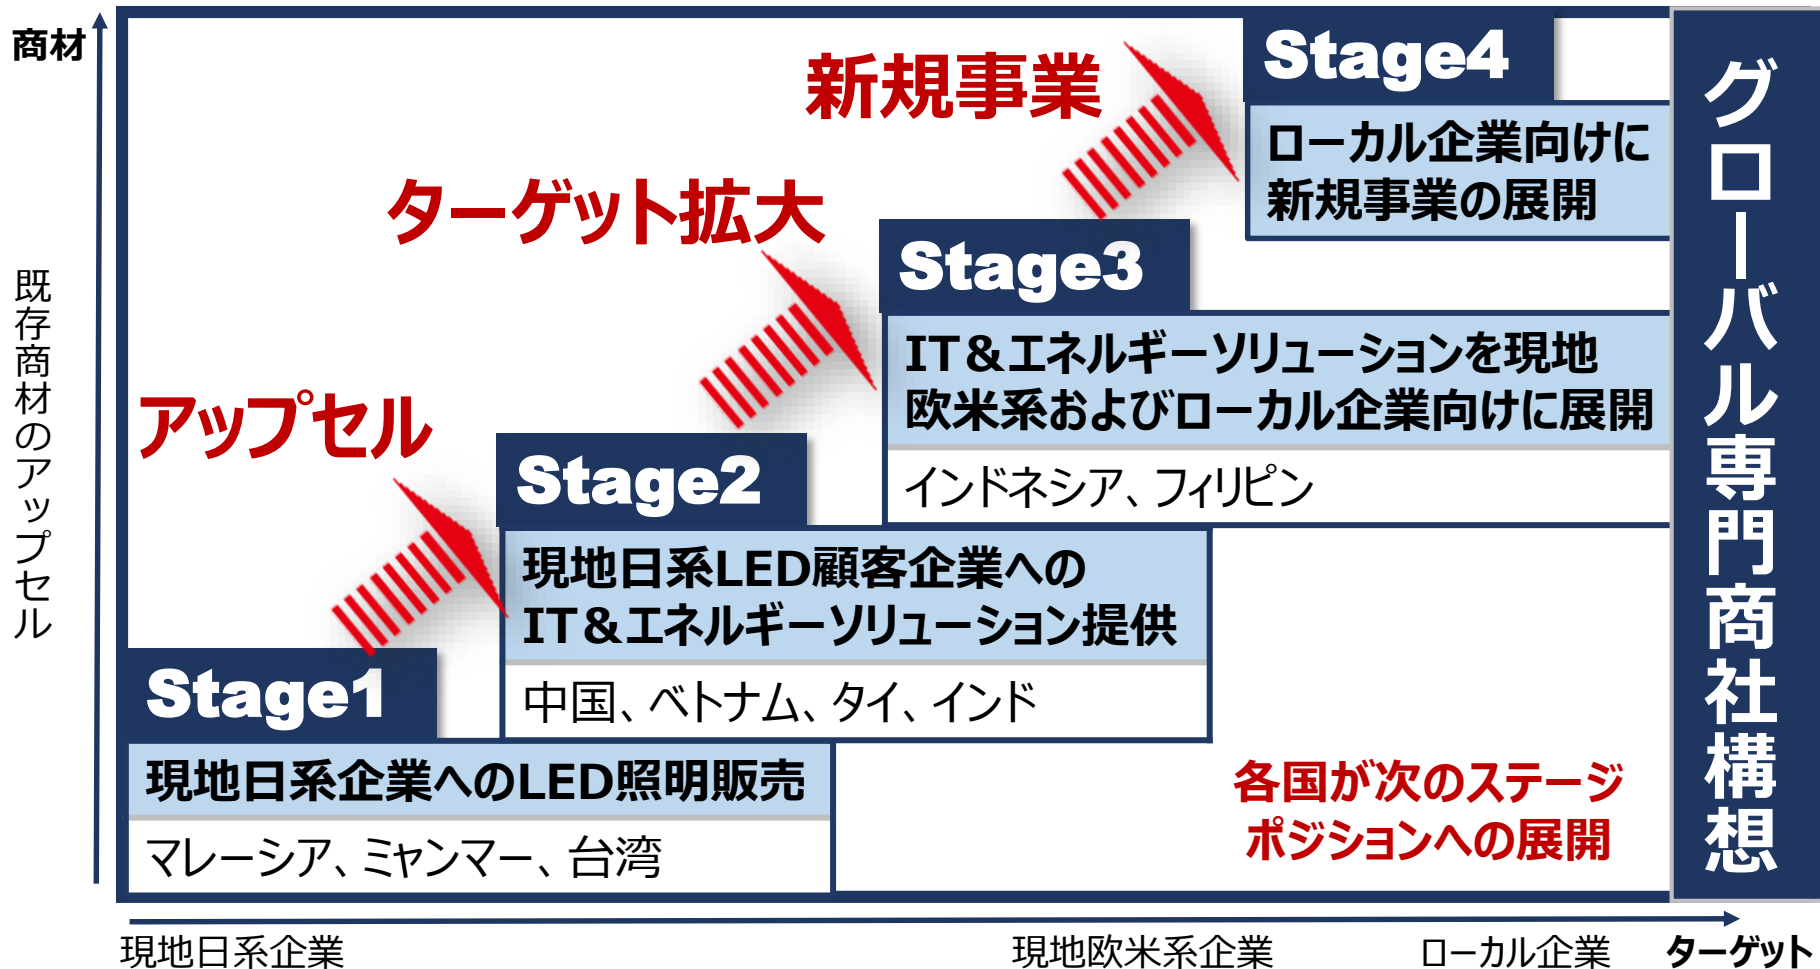 商材
既存商材のアップセル
新規事業
Stage4
ローカル企業向けに
新規事業の展開
ターゲット拡大
Stage3
IT＆エネルギーソリューションを現地
欧米系およびローカル企業向けに展開
インドネシア、フィリピン
アップセル
Stage2
現地日系LED顧客企業への
IT＆エネルギーソリューション提供
中国、ベトナム、タイ、インド
Stage1
現地日系企業へのLED照明販売
マレーシア、ミャンマー、台湾
各国が次のステージ
ポジションへの展開
グローバル専門商社構想
現地日系企業
現地欧米系企業
ローカル企業
ターゲット